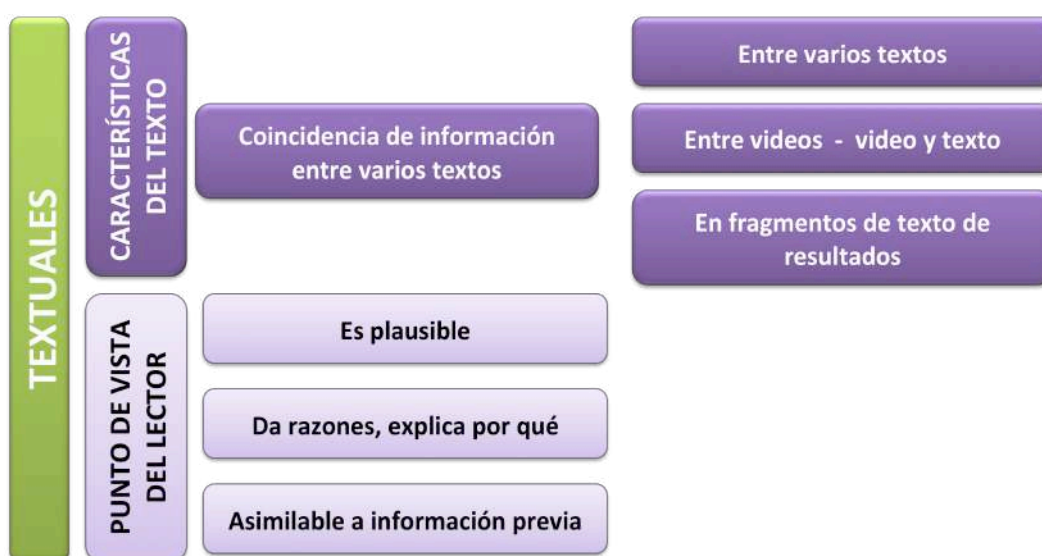 TEXTUALES
CARACTERÍSTICAS
DEL TEXTO
Coincidencia de información
entre varios textos
Entre varios textos
Entre videos - video y texto
En fragmentos de texto de
resultados
PUNTO DE VISTA
DEL LECTOR
Es plausible
Da razones, explica por qué
Asimilable a información previa